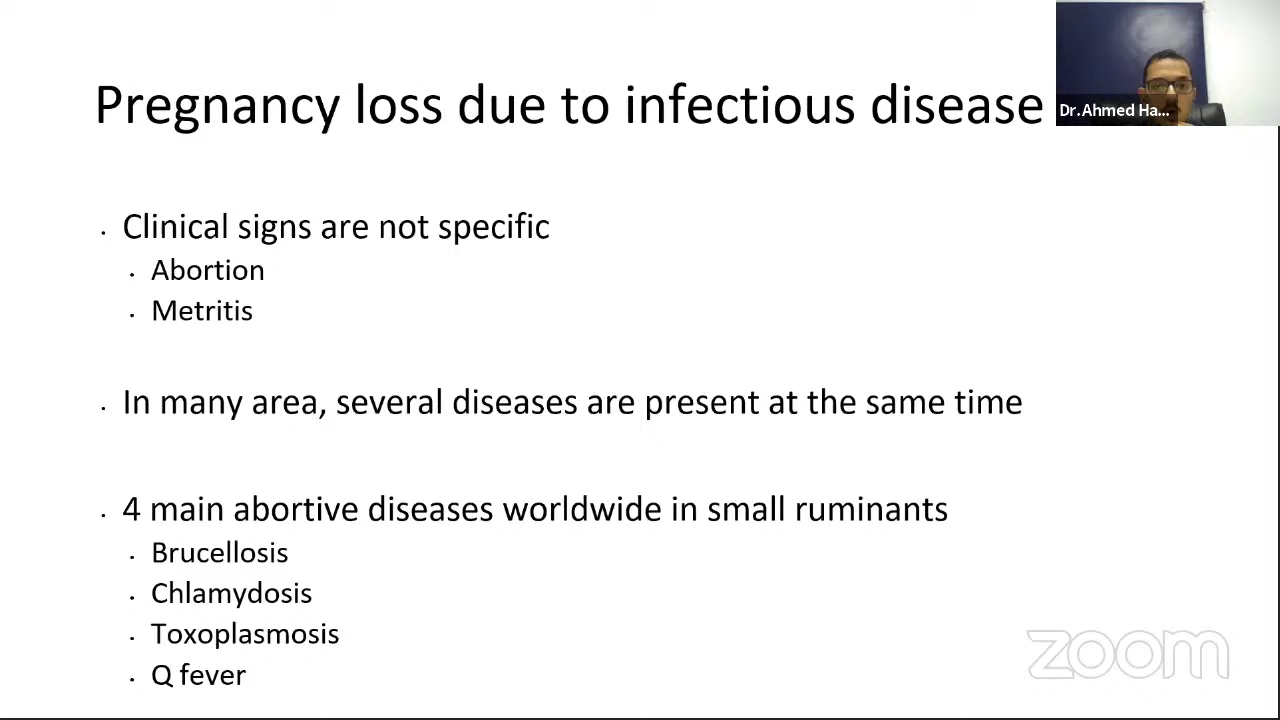 Pregnancy loss due to infectious disease
Dr.Ahmed Ha...
Clinical signs are not specific
Abortion
Metritis
In many area, several diseases are present at the same time
4 main abortive diseases worldwide in small ruminants
Brucellosis
Chlamydosis
Toxoplasmosis
Q fever
zoom